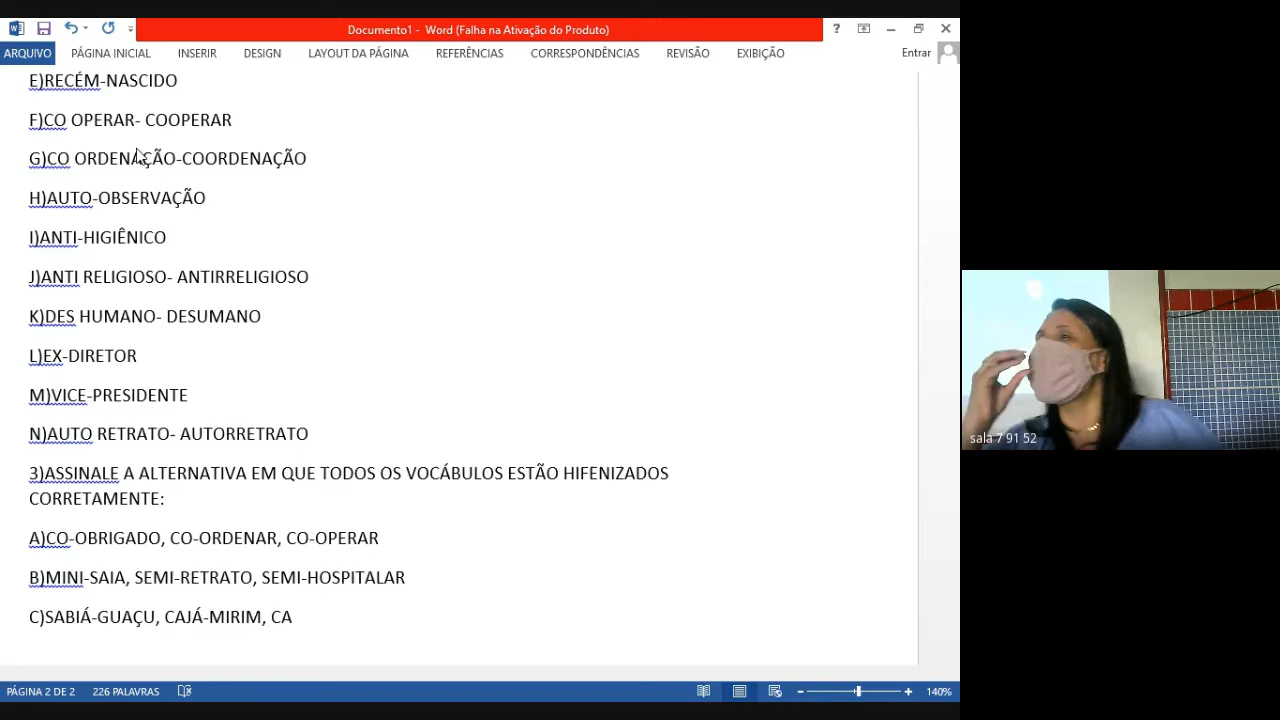 Documento1 - Word (Falha na Ativação do Produto)
ARQUIVO PÁGINA INICIAL INSERIR DESIGN LAYOUT DA PÁGINA REFERÊNCIAS CORRESPONDÊNCIAS REVISÃO EXIBIÇÃO Entrar
E)RECÉM-NASCIDO
F)CO OPERAR- COOPERAR
G)CO ORDENAÇÃO-COORDENAÇÃO
H)AUTO-OBSERVAÇÃO
I)ANTI-HIGIÊNICO
J)ANTI RELIGIOSO- ANTIRRELIGIOSO
K)DES HUMANO- DESUMANO
L)EX-DIRETOR
M)VICE-PRESIDENTE
N)AUTO RETRATO- AUTORRETRATO
3)ASSINALE A ALTERNATIVA EM QUE TODOS OS VOCÁBULOS ESTÃO HIFENIZADOS
CORRETAMENTE:
A)CO-OBRIGADO, CO-ORDENAR, CO-OPERAR
B)MINI-SAIA, SEMI-RETRATO, SEMI-HOSPITALAR
C)SABIÁ-GUAÇU, CAJÁ-MIRIM, CA
sala 7 91 52
PÁGINA 2 DE 2 226 PALAVRAS 140%